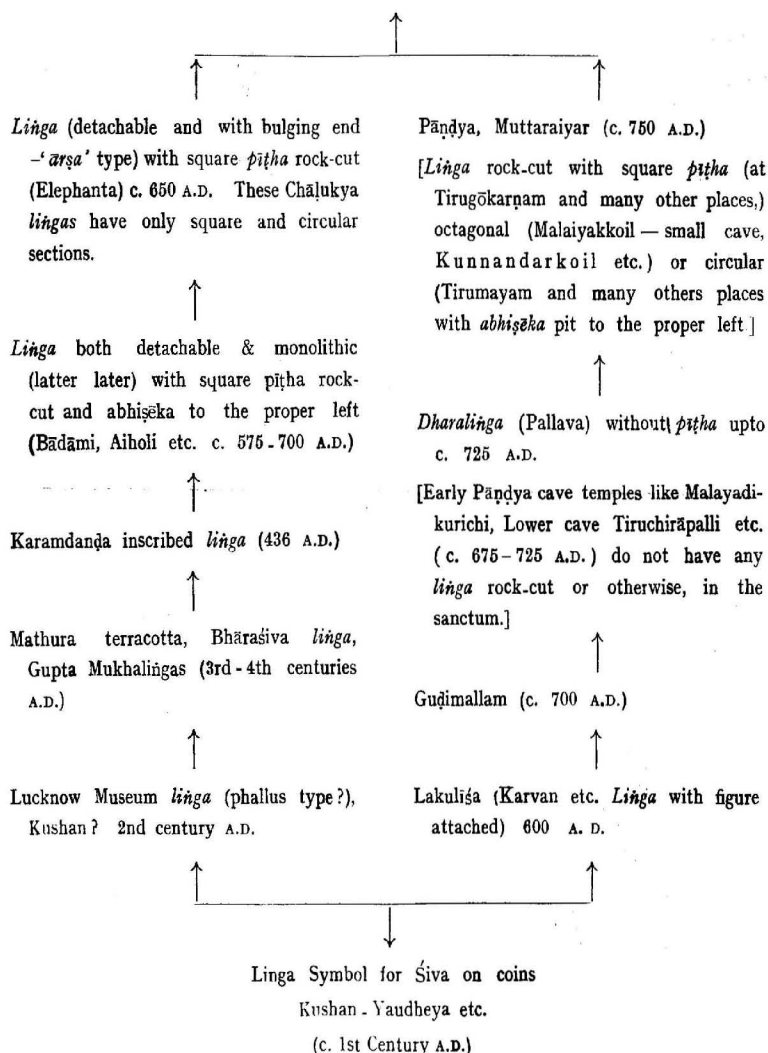 Liṅga (detachable and with bulging end
–‘ārṣa’ type) with square pīṭha rock-cut
(Elephanta) c. 650 A.D. These Chāḷukya
liṅgas have only square and circular
sections.
Liṅga both detachable & monolithic
(latter later) with square pīṭha rock-
cut and abhiṣēka to the proper left
(Bādāmi, Aiholi etc. c. 575-700 A.D.)
Karamdaṇḍa inscribed liṅga (436 A.D.)
Mathura terracotta, Bhāraśiva liṅga,
Gupta Mukhaliṅgas (3rd-4th centuries
A.D.)
Lucknow Museum liṅga (phallus type?),
Kushan? 2nd century A.D.
Pāṇḍya, Muttaraiyar (c. 750 A.D.)
[Liṅga rock-cut with square pīṭha (at
Tirugōkarṇam and many other places,)
octagonal (Malaiyakkoil — small cave,
Kunnandarkoil etc.) or circular
(Tirumayam and many others places
with abhiṣēka pit to the proper left]
Dharaliṅga (Pallava) without pīṭha upto
c. 725 A.D.
[Early Pāṇḍya cave temples like Malayadi-
kurichi, Lower cave Tiruchirāpalli etc.
(c. 675-725 A.D.) do not have any
liṅga rock-cut or otherwise, in the
sanctum.]
Guḍimallam (c. 700 A.D.)
Lakulīśa (Karvan etc. Liṅga with figure
attached) 600 A. D.
Linga Symbol for Śiva on coins
Kushan - Yaudheya etc.
(c. 1st Century A.D.)